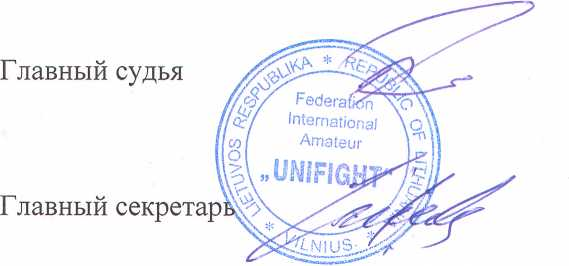 Главный судья
LIETUVOS RESPUBLIKA * REPUBLIC OF LITHUANIA * VILNIUS *
Federation
International
Amateur
„UNIFIGHT“
Главный секретарь